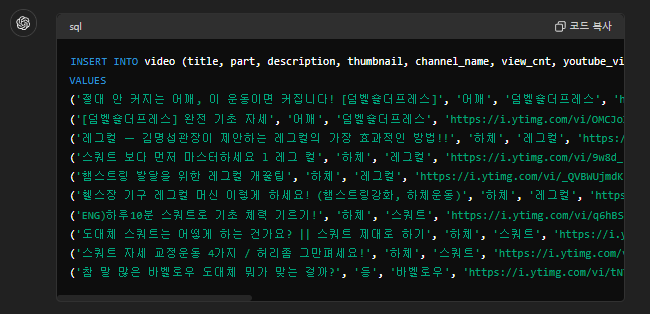 sql
코드 복사
INSERT INTO video (title, part, description, thumbnail, channel_name, view_cnt, youtube_vi
VALUES
('절대 안 커지는 어깨, 이 운동이면 커집니다! [덤벨숄더프레스]', '어깨', '덤벨숄더프레스', 'h
('[덤벨숄더프레스] 완전 기초 자세', '어깨', '덤벨숄더프레스', 'https://i.ytimg.com/vi/OMCJo
('레그컬 – 김명섭관장이 제안하는 레그컬의 가장 효과적인 방법!!', '하체', '레그컬', 'https:/
('스쿼트 보다 먼저 마스터하세요 1 레그 컬', '하체', '레그컬', 'https://i.ytimg.com/vi/9w8d_
('햄스트링 발달을 위한 레그컬 개꿀팁', '하체', '레그컬', 'https://i.ytimg.com/vi/_QVBWUjmdK
('헬스장 기구 레그컬 머신 이렇게 하세요! (햄스트링강화, 하체운동)', '하체', '레그컬', 'https
('ENG)하루10분 스쿼트로 기초 체력 기르기!', '하체', '스쿼트', 'https://i.ytimg.com/vi/q6hBS
('도대체 스쿼트는 어떻게 하는 건가요? || 스쿼트 제대로 하기', '하체', '스쿼트', 'https://i.y
('스쿼트 자세 교정운동 4가지 / 허리좀 그만펴세요!', '하체', '스쿼트', 'https://i.ytimg.com/
('참 말 많은 바벨로우 도대체 뭐가 맞는 걸까?', '등', '바벨로우', 'https://i.ytimg.com/vi/tN